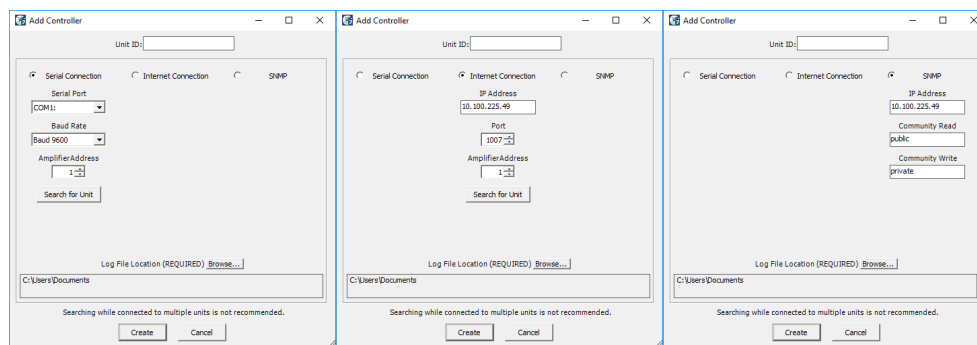 Add Controller
Unit ID:
Serial Connection Internet Connection SNMP
Serial Port
COM1:
Baud Rate
Baud 9600
AmplifierAddress
1
Search for Unit
Log File Location (REQUIRED) Browse...
C:\Users\Documents
Searching while connected to multiple units is not recommended.
Create Cancel
Add Controller
Unit ID:
Serial Connection Internet Connection SNMP
IP Address
10.100.225.49
Port
1007
AmplifierAddress
1
Search for Unit
Log File Location (REQUIRED) Browse...
C:\Users\Documents
Searching while connected to multiple units is not recommended.
Create Cancel
Add Controller
Unit ID:
Serial Connection Internet Connection SNMP
IP Address
10.100.225.49
Community Read
public
Community Write
private
Log File Location (REQUIRED) Browse...
C:\Users\Documents
Searching while connected to multiple units is not recommended.
Create Cancel